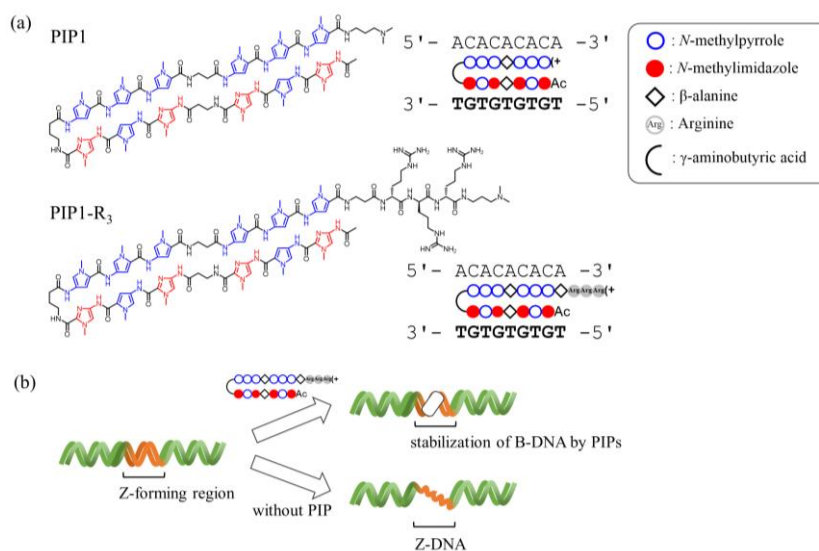 (a)
PIP1
5'- ACACACACA -3'
(+
Ac
3'- TGTGTGTGT -5'
: N-methylpyrrole
: N-methylimidazole
: β-alanine
Arg : Arginine
: γ-aminobutyric acid
PIP1-R3
5'- ACACACACA -3'
Arg Arg Arg (+
Ac
3'- TGTGTGTGT -5'
(b)
Ac
stabilization of B-DNA by PIPs
Z-forming region
without PIP
Z-DNA